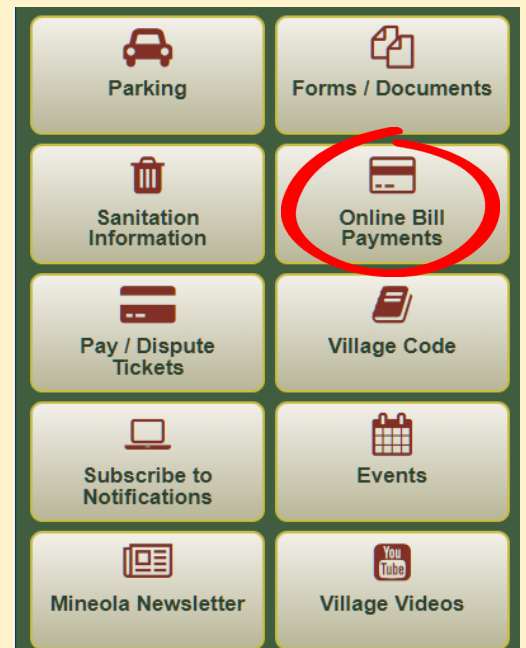 Parking
Forms / Documents
Sanitation
Information
Online Bill
Payments
Pay / Dispute
Tickets
Village Code
Subscribe to
Notifications
Events
Mineola Newsletter
You
Tube
Village Videos